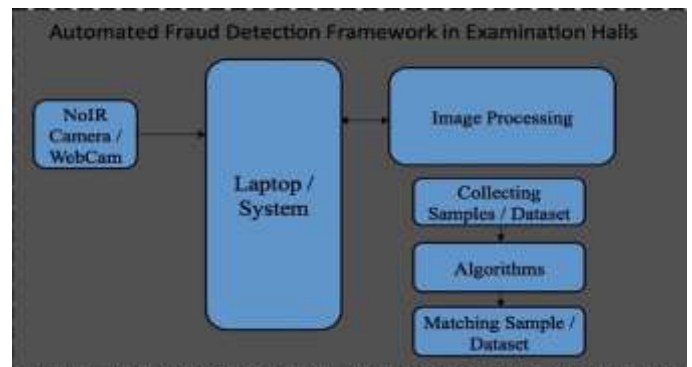 Automated Fraud Detection Framework in Examination Halls
NoIR
Camera /
WebCam
Laptop /
System
Image Processing
Collecting
Samples / Dataset
Algorithms
Matching Sample /
Dataset